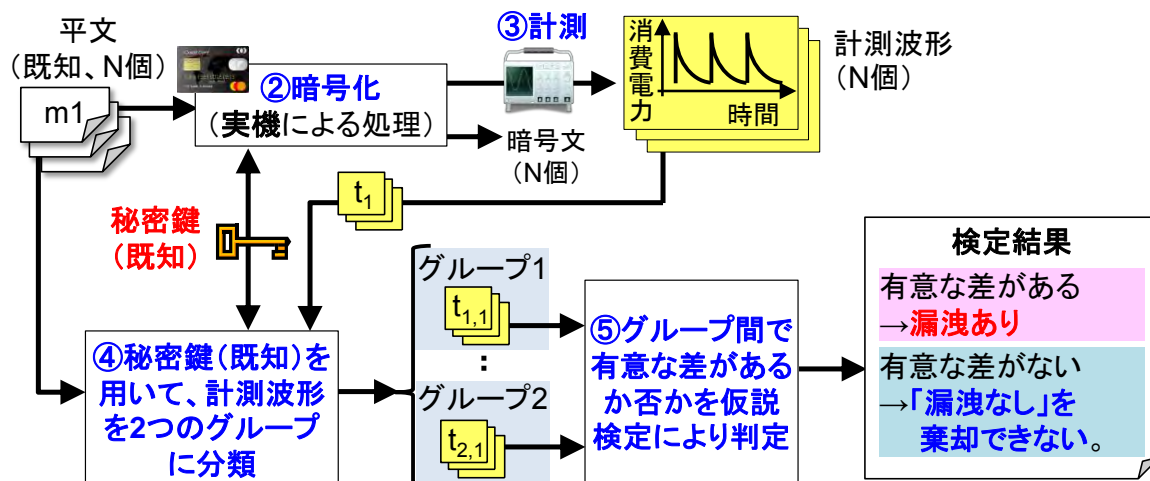 平文
(既知、N個)
m1
②暗号化
(実機による処理)
③計測
暗号文
(N個)
消費電力
時間
計測波形
(N個)
t1
秘密鍵
(既知)
④秘密鍵(既知)を
用いて、計測波形
を2つのグループ
に分類
グループ1
t1,1
:
グループ2
t2,1
⑤グループ間で
有意な差がある
か否かを仮説
検定により判定
検定結果
有意な差がある
→漏洩あり
有意な差がない
→「漏洩なし」を
棄却できない。